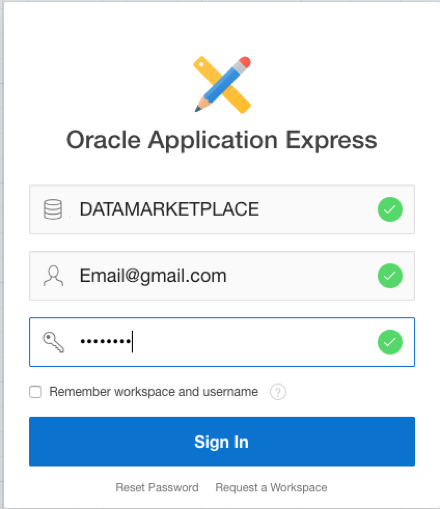 Oracle Application Express
DATAMARKETPLACE
Email@gmail.com
••••••••
Remember workspace and username ?
Sign In
Reset Password Request a Workspace